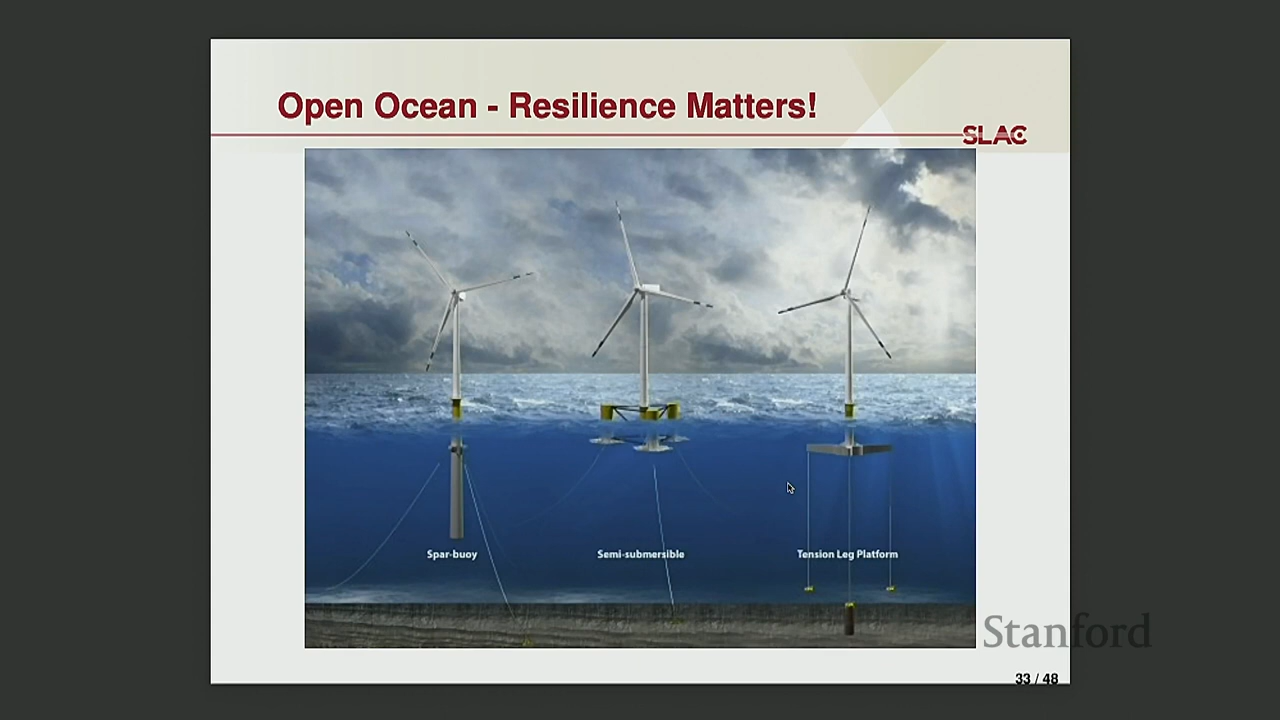 Open Ocean - Resilience Matters!
SLAC
Spar-buoy
Semi-submersible
Tension Leg Platform
Stanford
33 / 48